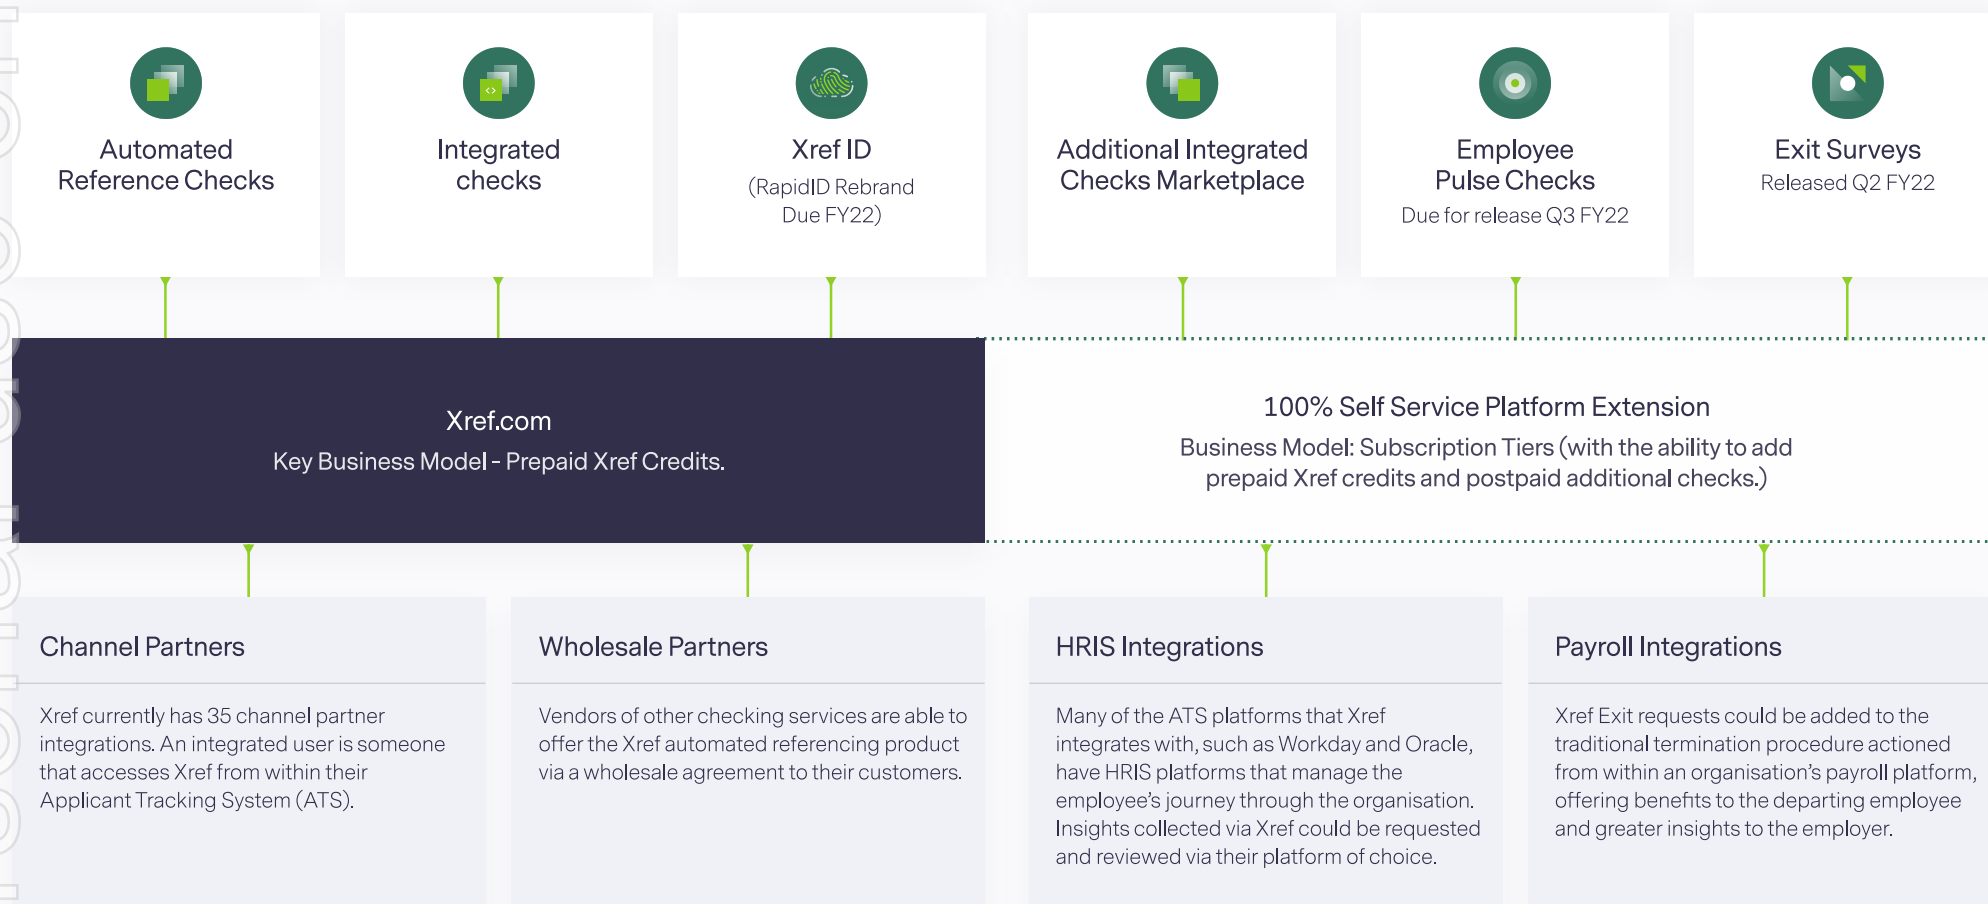 Automated
Reference Checks
Integrated
checks
Xref ID
(RapidID Rebrand
Due FY22)
Additional Integrated
Checks Marketplace
Employee
Pulse Checks
Due for release Q3 FY22
Exit Surveys
Released Q2 FY22
Xref.com
Key Business Model - Prepaid Xref Credits.
100% Self Service Platform Extension
Business Model: Subscription Tiers (with the ability to add
prepaid Xref credits and postpaid additional checks.)
Channel Partners
Xref currently has 35 channel partner
integrations. An integrated user is someone
that accesses Xref from within their
Applicant Tracking System (ATS).
Wholesale Partners
Vendors of other checking services are able to
offer the Xref automated referencing product
via a wholesale agreement to their customers.
HRIS Integrations
Many of the ATS platforms that Xref
integrates with, such as Workday and Oracle,
have HRIS platforms that manage the
employee's journey through the organisation.
Insights collected via Xref could be requested
and reviewed via their platform of choice.
Payroll Integrations
Xref Exit requests could be added to the
traditional termination procedure actioned
from within an organisation's payroll platform,
offering benefits to the departing employee
and greater insights to the employer.